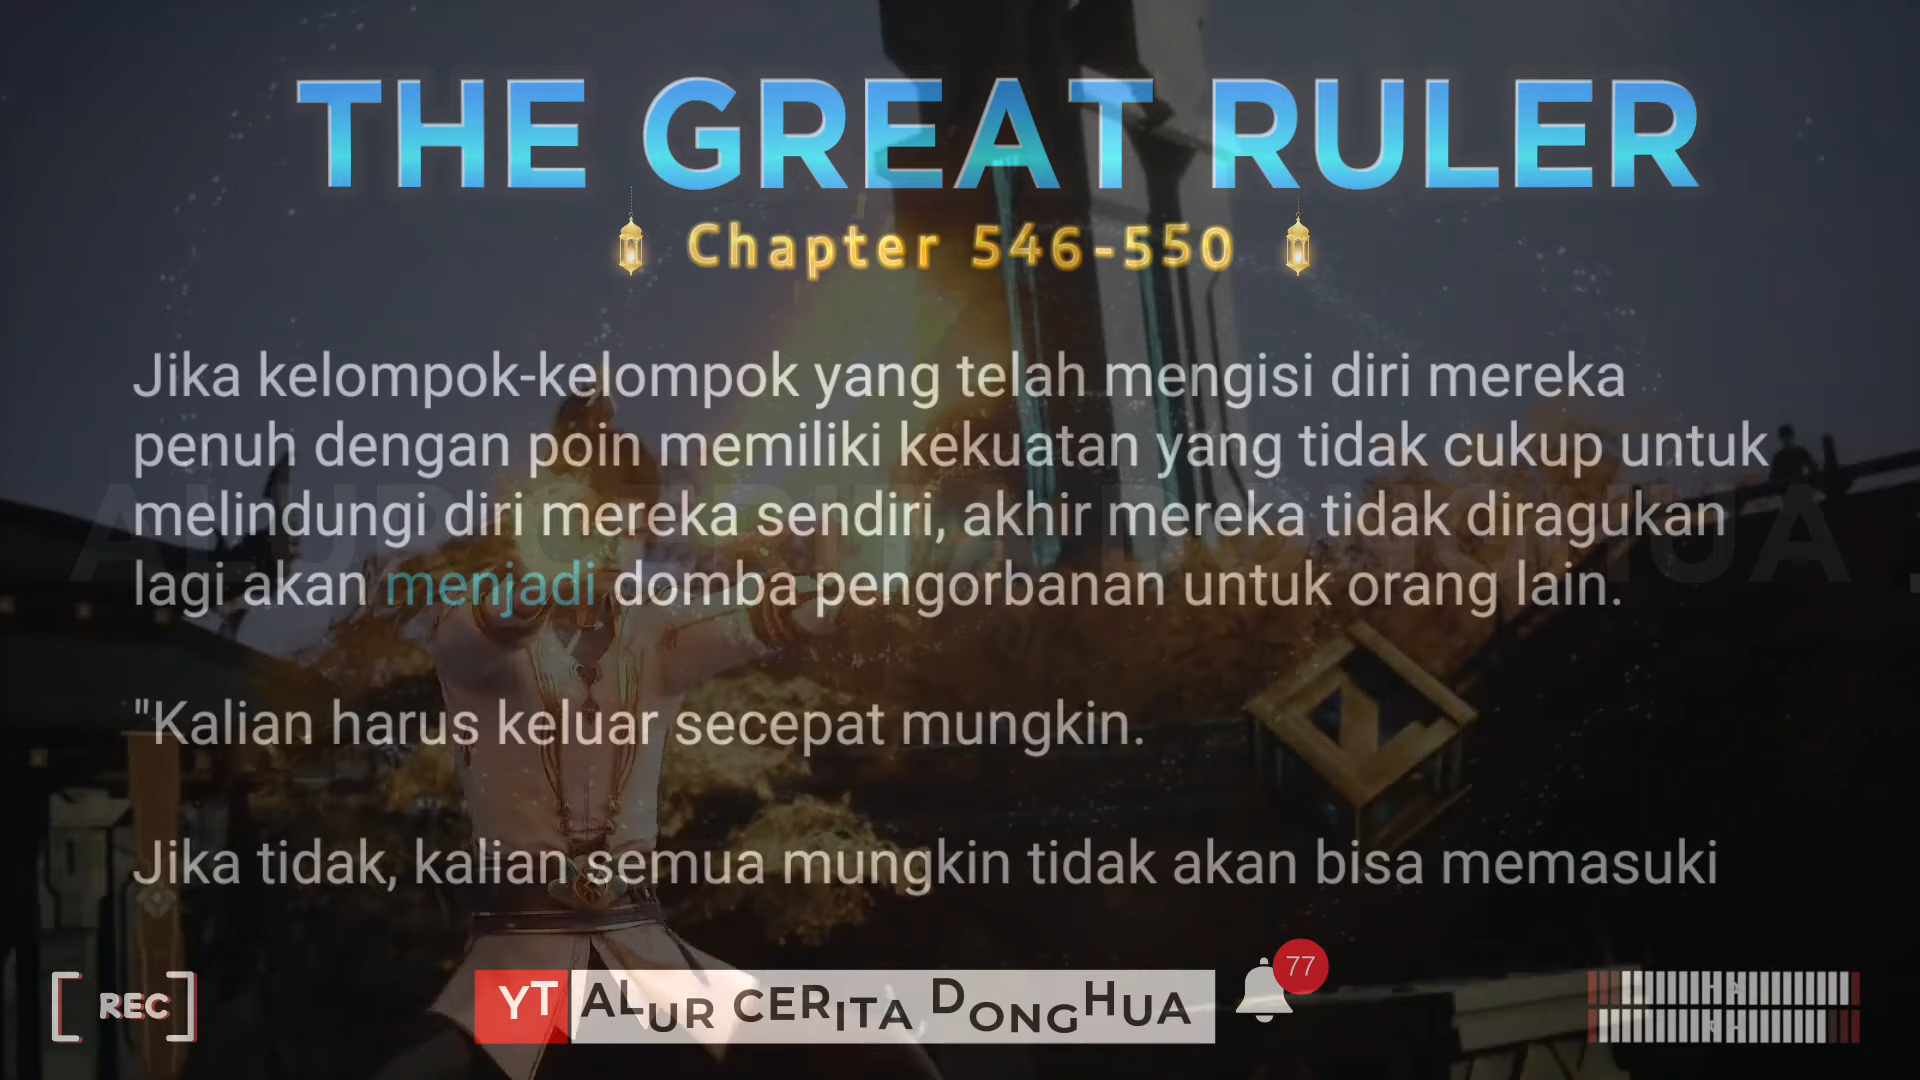 THE GREAT RULER
Chapter 546-550
Jika kelompok-kelompok yang telah mengisi diri mereka
penuh dengan poin memiliki kekuatan yang tidak cukup untuk
melindungi diri mereka sendiri, akhir mereka tidak diragukan
ALUR CERITA DONGHUA
lagi akan menjadi domba pengorbanan untuk orang lain.
"Kalian harus keluar secepat mungkin.
Jika tidak, kalian semua mungkin tidak akan bisa memasuki
REC
YT ALUR CERITA DONGHUA
77